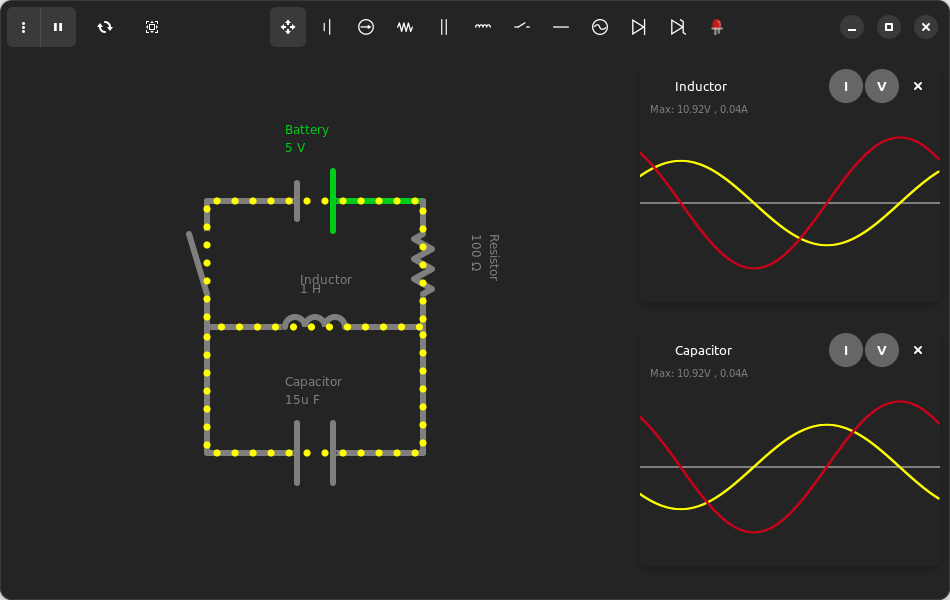 Battery
5 V
Resistor
100 Ω
Inductor
1 H
Capacitor
15u F
Inductor
I
V
Max: 10.92V , 0.04A
Capacitor
I
V
Max: 10.92V , 0.04A